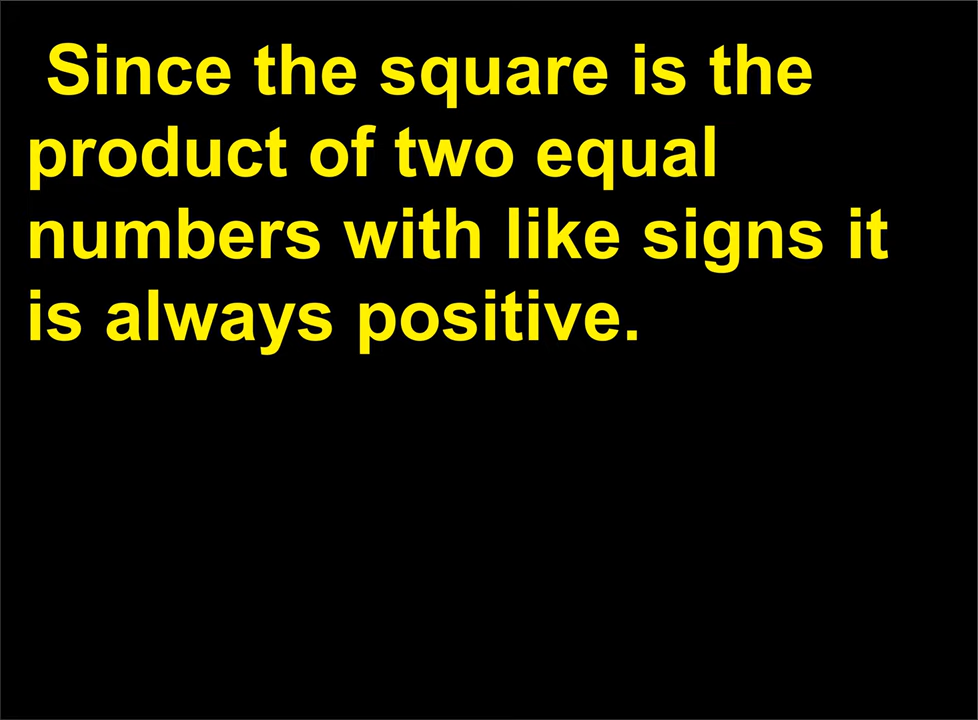 Since the square is the
product of two equal
numbers with like signs it
is always positive.